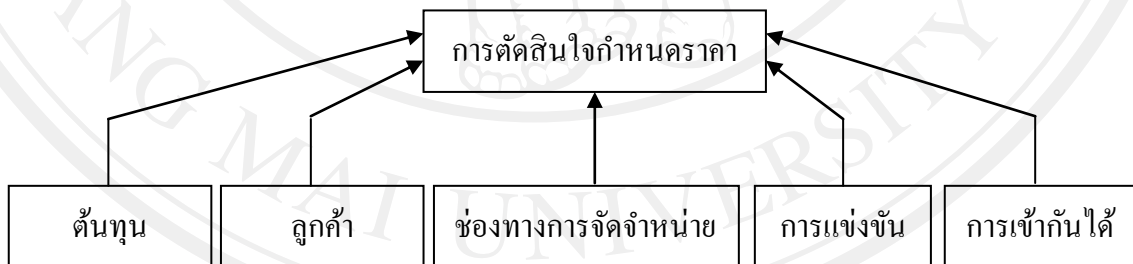 การตัดสินใจกำหนดราคา
ต้นทุน
ลูกค้า
ช่องทางการจัดจำหน่าย
การแข่งขัน
การเข้ากันได้
NG MAI UNIVERSITY